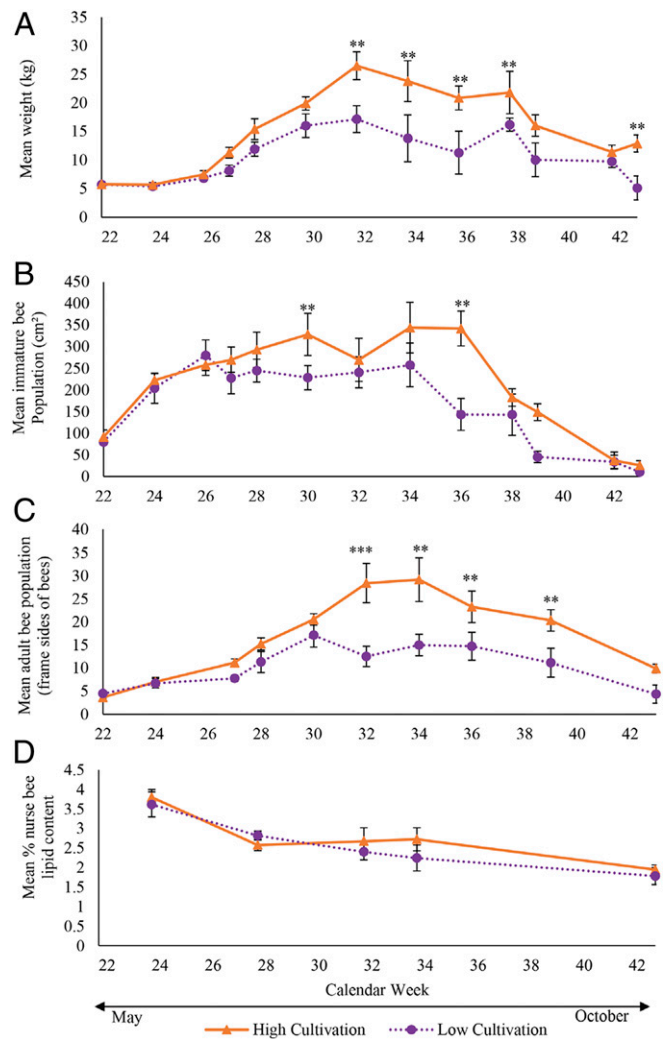 A
Mean weight (kg)
35
30
25
20
15
10
5
0
** ** ** ** **
22 24 26 28 30 32 34 36 38 40 42
B
Mean immature bee
Population (cm²)
450
400
350
300
250
200
150
100
50
0
** **
22 24 26 28 30 32 34 36 38 40 42
C
Mean adult bee population
(frame sides of bees)
40
35
30
25
20
15
10
5
0
*** ** ** **
22 24 26 28 30 32 34 36 38 40 42
D
Mean % nurse bee
lipid content
4.5
4
3.5
3
2.5
2
1.5
1
0.5
0
22 24 26 28 30 32 34 36 38 40 42
Calendar Week
May October
High Cultivation Low Cultivation